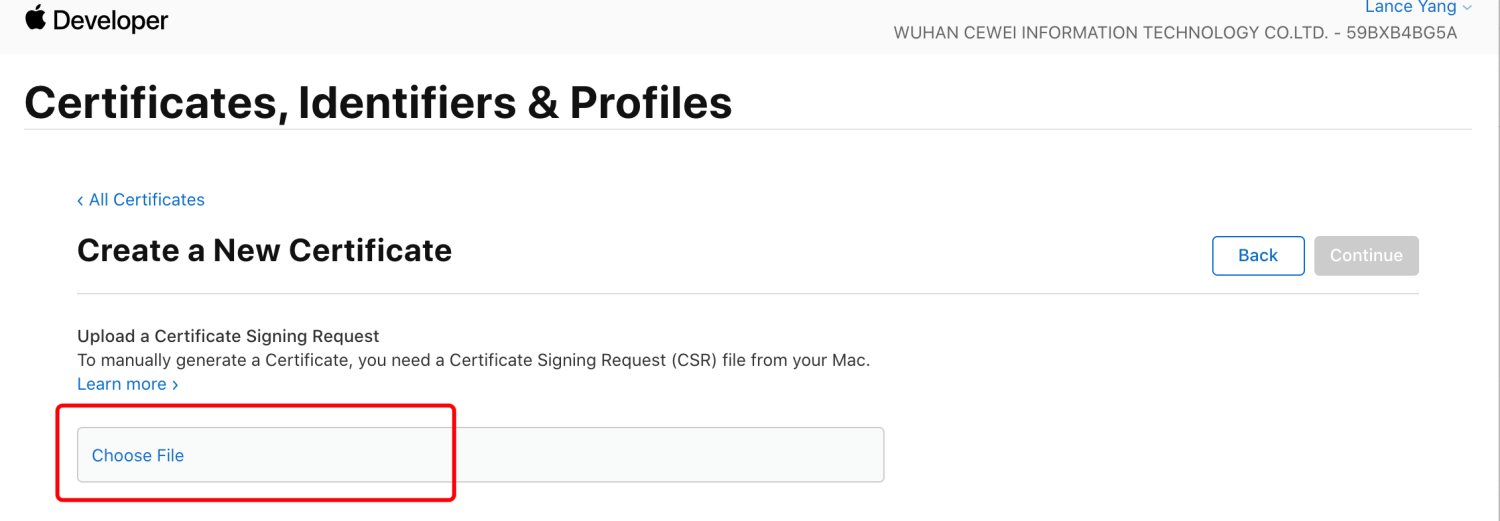 Developer
Lance Yang
WUHAN CEWEI INFORMATION TECHNOLOGY CO.LTD. - 59BXB4BG5A
Certificates, Identifiers & Profiles
‹ All Certificates
Create a New Certificate
Back
Continue
Upload a Certificate Signing Request
To manually generate a Certificate, you need a Certificate Signing Request (CSR) file from your Mac.
Learn more ›
Choose File